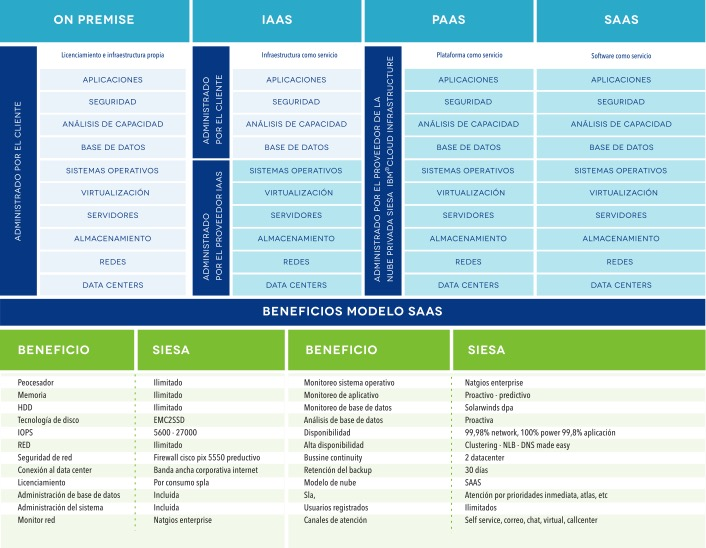 ON PREMISE IAAS PAAS SAAS
Licenciamiento e infraestructura propia Infraestructura como servicio Plataforma como servicio Software como servicio
ADMINISTRADO POR EL CLIENTE
ADMINISTRADO
POR EL CLIENTE
ADMINISTRADO
POR EL PROVEEDOR IAAS
ADMINISTRADO POR EL PROVEEDOR DE LA
NUBE PRIVADA SIESA IBM®CLOUD INFRASTRUCTURE
APLICACIONES APLICACIONES APLICACIONES APLICACIONES
SEGURIDAD SEGURIDAD SEGURIDAD SEGURIDAD
ANÁLISIS DE CAPACIDAD ANÁLISIS DE CAPACIDAD ANÁLISIS DE CAPACIDAD ANÁLISIS DE CAPACIDAD
BASE DE DATOS BASE DE DATOS BASE DE DATOS BASE DE DATOS
SISTEMAS OPERATIVOS SISTEMAS OPERATIVOS SISTEMAS OPERATIVOS SISTEMAS OPERATIVOS
VIRTUALIZACIÓN VIRTUALIZACIÓN VIRTUALIZACIÓN VIRTUALIZACIÓN
SERVIDORES SERVIDORES SERVIDORES SERVIDORES
ALMACENAMIENTO ALMACENAMIENTO ALMACENAMIENTO ALMACENAMIENTO
REDES REDES REDES REDES
DATA CENTERS DATA CENTERS DATA CENTERS DATA CENTERS
BENEFICIOS MODELO SAAS
BENEFICIO SIESA BENEFICIO SIESA
Peocesador Ilimitado Monitoreo sistema operativo Natgios enterprise
Memoria Ilimitado Monitoreo de aplicativo Proactivo - predictivo
HDD Ilimitado Monitoreo de base de datos Solarwinds dpa
Tecnología de disco EMC2SSD Análisis de base de datos Proactiva
IOPS 5600 - 27000 Disponibilidad 99,98% network, 100% power 99,8% aplicación
RED Ilimitado Alta disponibilidad Clustering - NLB - DNS made easy
Seguridad de red Firewall cisco pix 5550 predictivo Bussine continuity 2 datacenter
Conexión al data center Banda ancha corporativa internet Retención del backup 30 días
Licenciamiento Por consumo spla Modelo de nube SAAS
Administración de base de datos Incluida Sla, Atención por prioridades inmediata, atlas, etc
Administración del sistema Incluida Usuarios registrados Ilimitados
Monitor red Natgios enterprise Canales de atención Self service, correo, chat, virtual, callcenter